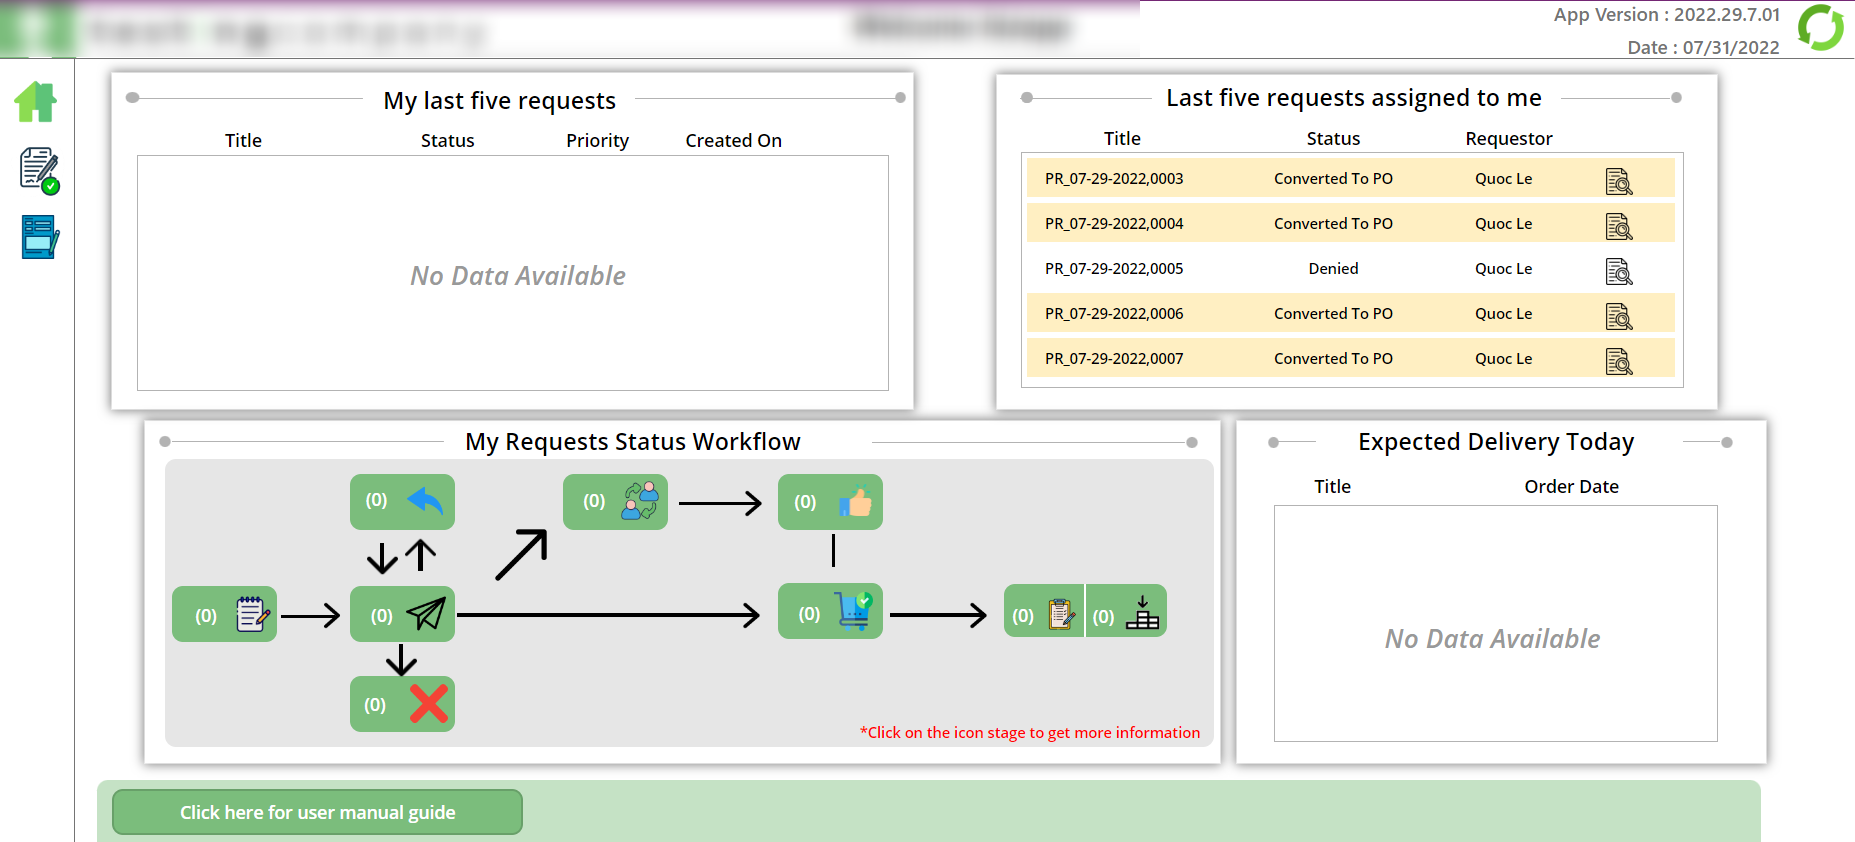 App Version : 2022.29.7.01
Date : 07/31/2022
My last five requests
Title Status Priority Created On
No Data Available
Last five requests assigned to me
Title Status Requestor
PR_07-29-2022,0003 Converted To PO Quoc Le
PR_07-29-2022,0004 Converted To PO Quoc Le
PR_07-29-2022,0005 Denied Quoc Le
PR_07-29-2022,0006 Converted To PO Quoc Le
PR_07-29-2022,0007 Converted To PO Quoc Le
My Requests Status Workflow
(0) (0) (0)
(0) (0) (0) (0) (0)
(0)
*Click on the icon stage to get more information
Expected Delivery Today
Title Order Date
No Data Available
Click here for user manual guide